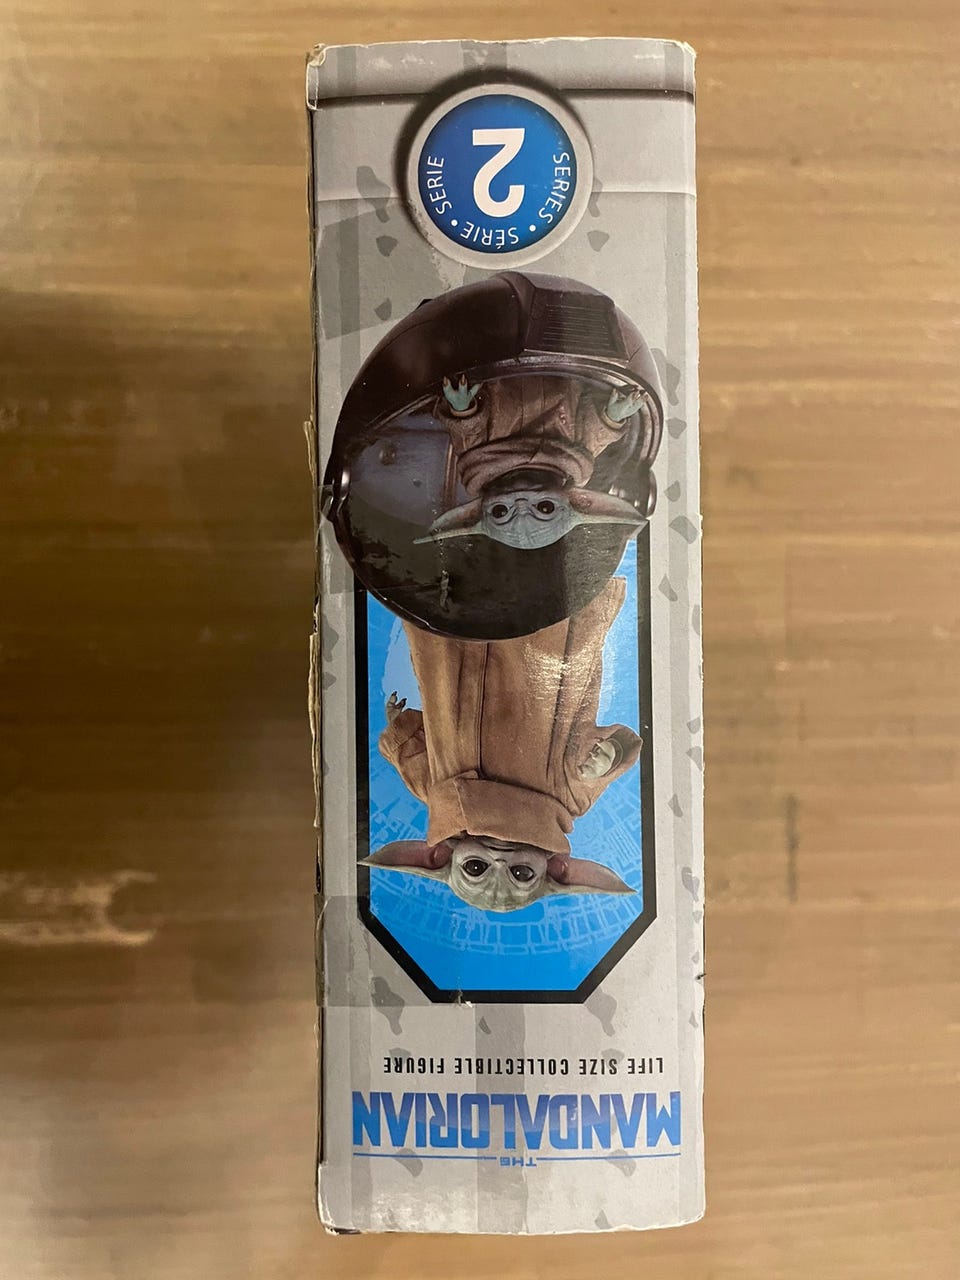 THE
MANDALORIAN
LIFE SIZE COLLECTIBLE FIGURE
SERIES • SÉRIE • SERIE
2